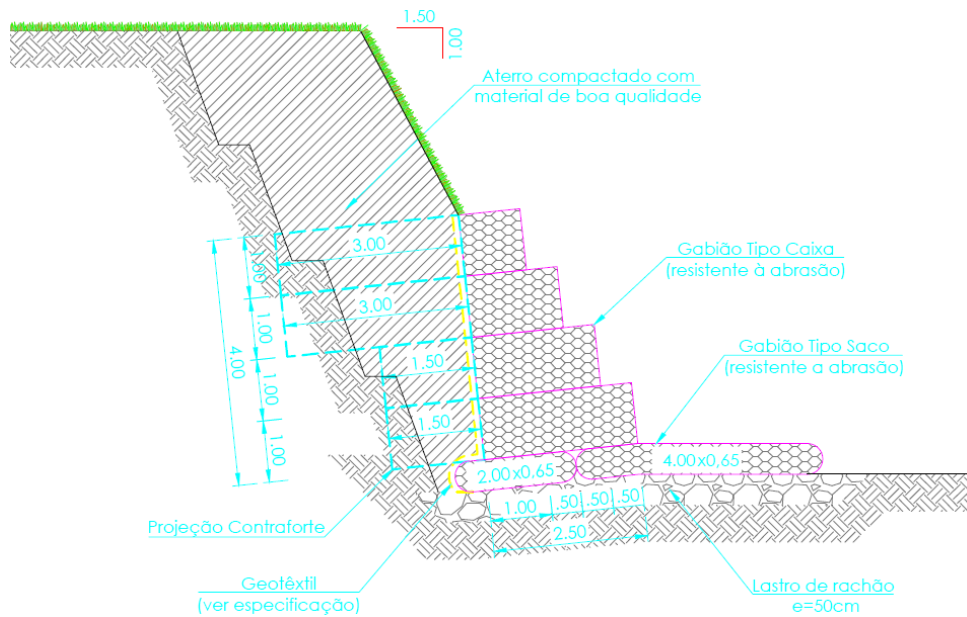 1.50
1.00
Aterro compactado com
material de boa qualidade
3.00
1.00
Gabião Tipo Caixa
(resistente à abrasão)
3.00
1.00
4.00
Gabião Tipo Saco
(resistente a abrasão)
1.50
1.00
1.50
1.00
2.00x0,65
4.00x0,65
1.00
.50
.50
.50
2.50
Projeção Contraforte
Geotêxtil
(ver especificação)
Lastro de rachão
e=50cm